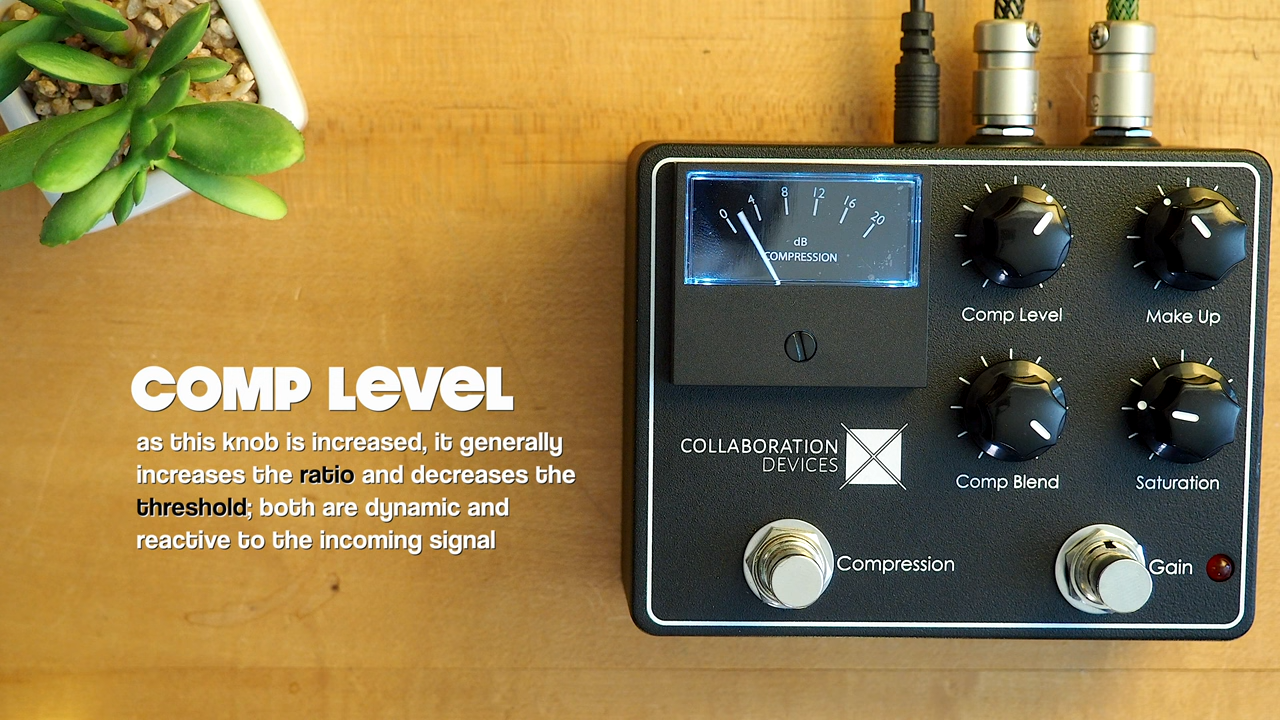 0 4 8 12 16 20
dB
COMPRESSION
Comp Level
Make Up
COMP LEVEL
as this knob is increased, it generally
increases the ratio and decreases the
threshold; both are dynamic and
reactive to the incoming signal
COLLABORATION
DEVICES
Comp Blend
Saturation
Compression
Gain